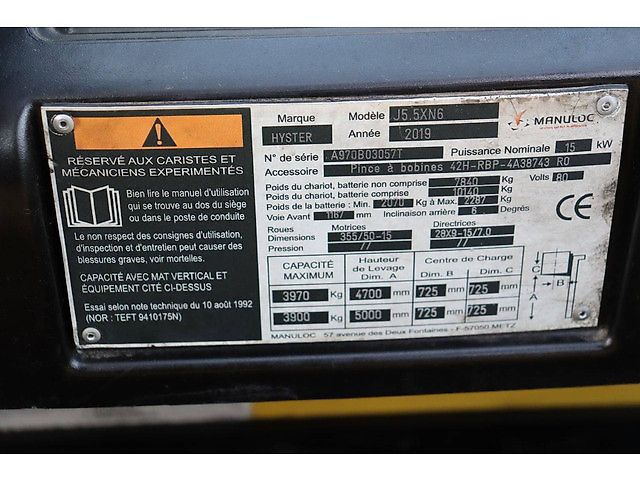 RÉSERVÉ AUX CARISTES ET
MÉCANICIENS EXPERIMENTÉS
Bien lire le manuel d'utilisation
qui se trouve au dos du siège
ou dans le poste de conduite
Le non respect des consignes d'utilisation,
d'inspection et d'entretien peut causer des
blessures graves, voir mortelles.
CAPACITÉ AVEC MAT VERTICAL ET
ÉQUIPEMENT CITÉ CI-DESSUS
Essai selon note technique du 10 août 1992
(NOR : TEFT 9410175N)
Marque HYSTER
Modèle J5.5XN6
Année 2019
MANULOC
N° de série A970B03057T Puissance Nominale 15 kW
Accessoire Pince à bobines 42H-RBP-4A38743 R0
Poids du chariot, batterie non comprise 7840 Kg Volts 80
Poids du chariot, batterie comprise 10140 Kg
Poids de la batterie : Min. 2070 Kg à Max. 2287 Kg
Voie Avant 1167 mm Inclinaison arrière 6 Degrés
Roues Motrices Directrices
Dimensions 355/50-15 28X9-15/7.0
// //
CAPACITÉ MAXIMUM Hauteur de Levage Dim. A Centre de Charge Dim. B Dim. C
3970 Kg 4700 mm 725 mm 725 mm
3900 Kg 5000 mm 725 mm 725 mm
MANULOC 57 avenue des Deux Fontaines - F-57050 METZ
CE
C
B
A